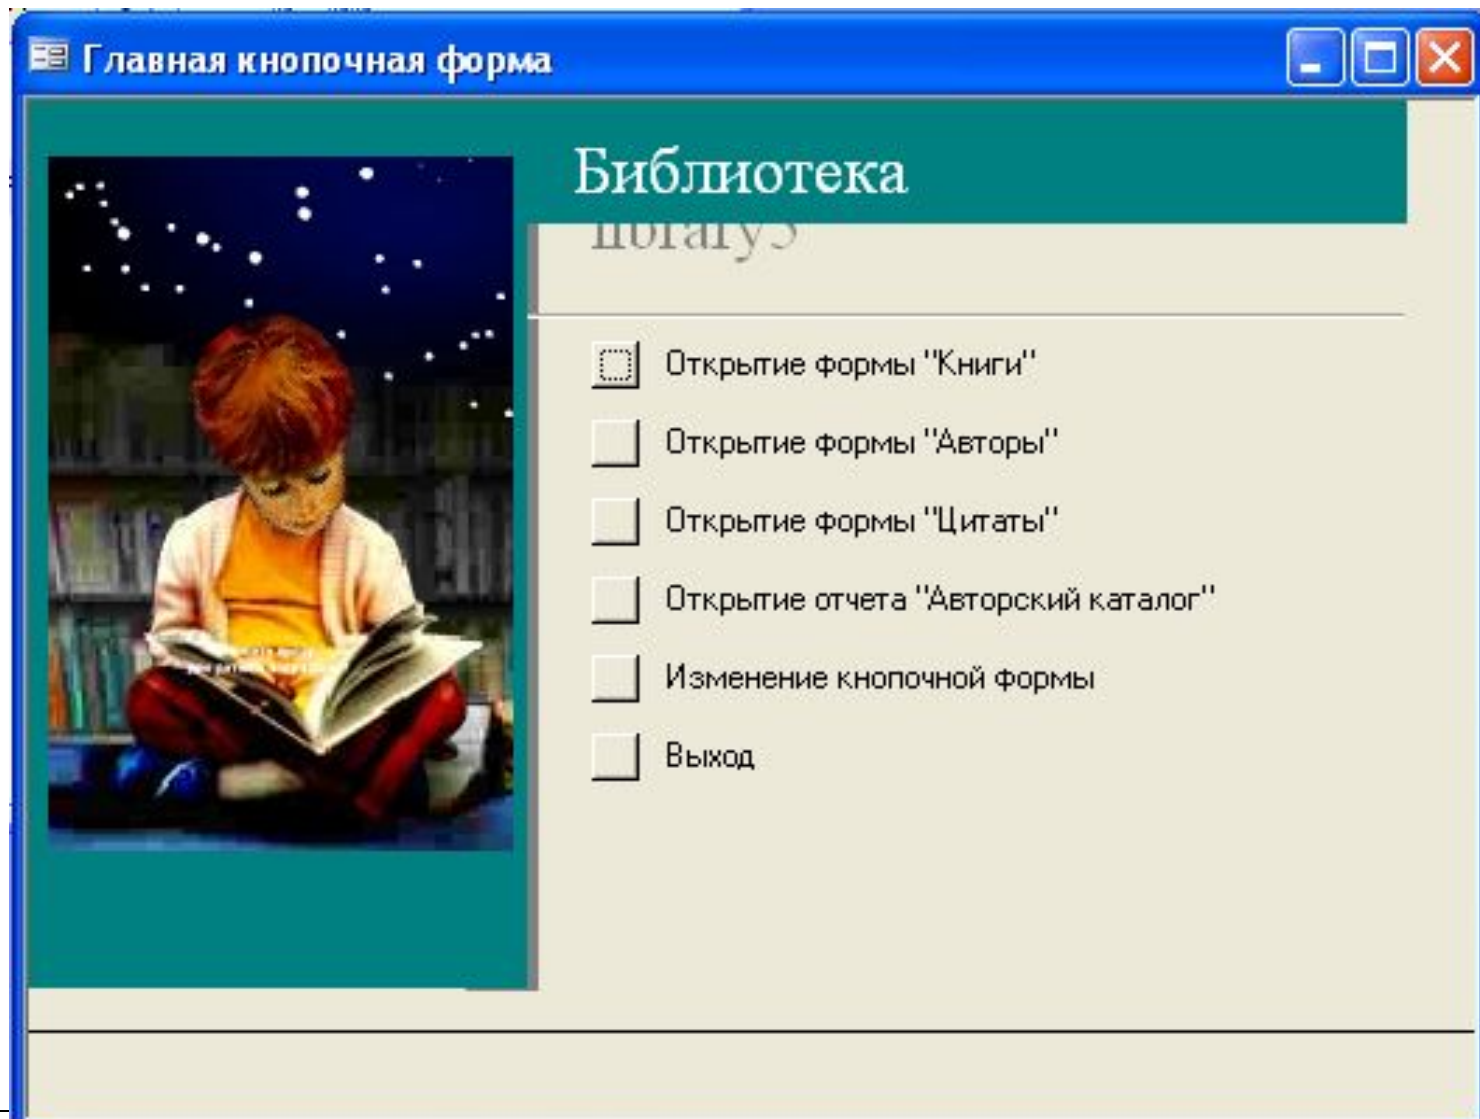 Главная кнопочная форма
Библиотека
Открытие формы "Книги"
Открытие формы "Авторы"
Открытие формы "Цитаты"
Открытие отчета "Авторский каталог"
Изменение кнопочной формы
Выход